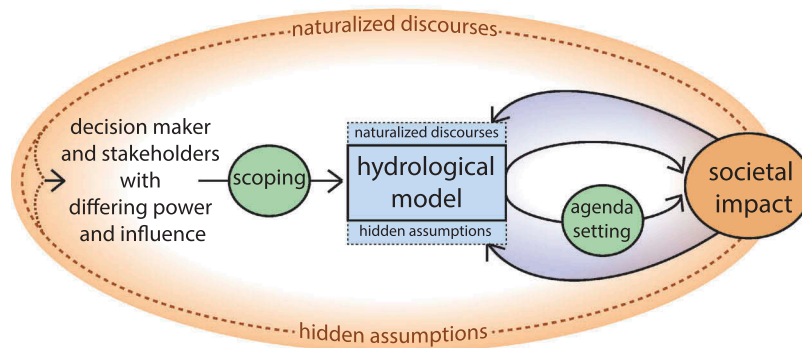 naturalized discourses
decision maker
and stakeholders
with
differing power
and influence
scoping
naturalized discourses
hydrological
model
hidden assumptions
agenda
setting
societal
impact
hidden assumptions